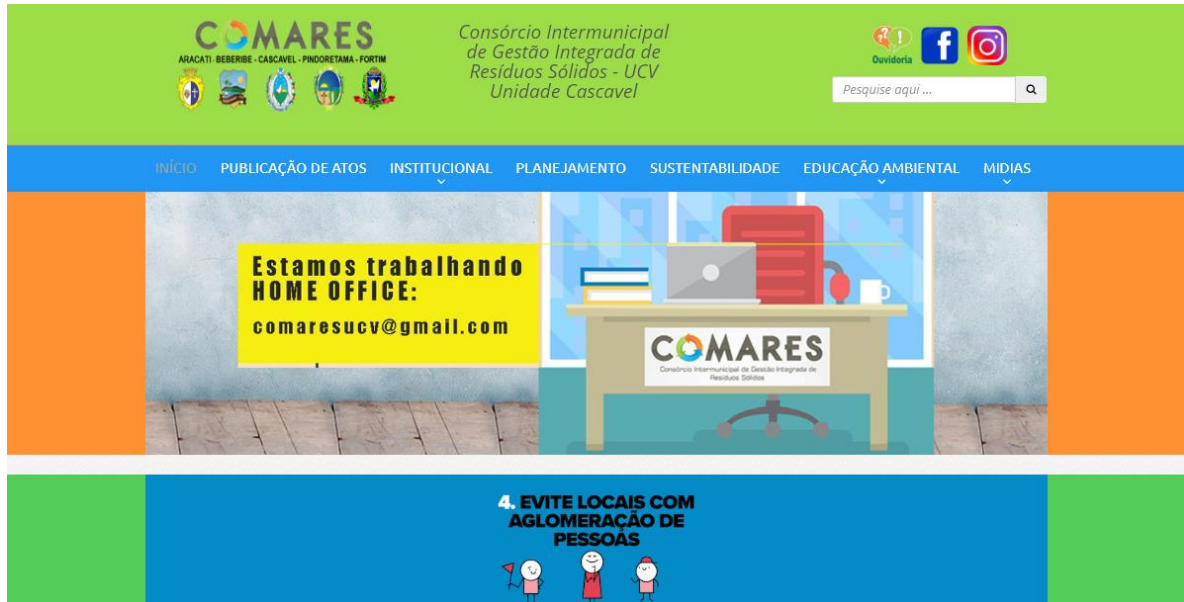 COMARES
ARACATI - BEBERIBE - CASCAVEL - PINDORETAMA - FORTIM
Consórcio Intermunicipal
de Gestão Integrada de
Resíduos Sólidos - UCV
Unidade Cascavel
Ouvidoria
Pesquise aqui ...
INÍCIO PUBLICAÇÃO DE ATOS INSTITUCIONAL PLANEJAMENTO SUSTENTABILIDADE EDUCAÇÃO AMBIENTAL MIDIAS
Estamos trabalhando
HOME OFFICE:
comaresucv@gmail.com
COMARES
Consórcio Intermunicipal de Gestão Integrada de
Resíduos Sólidos
4. EVITE LOCAIS COM
AGLOMERAÇÃO DE
PESSOAS